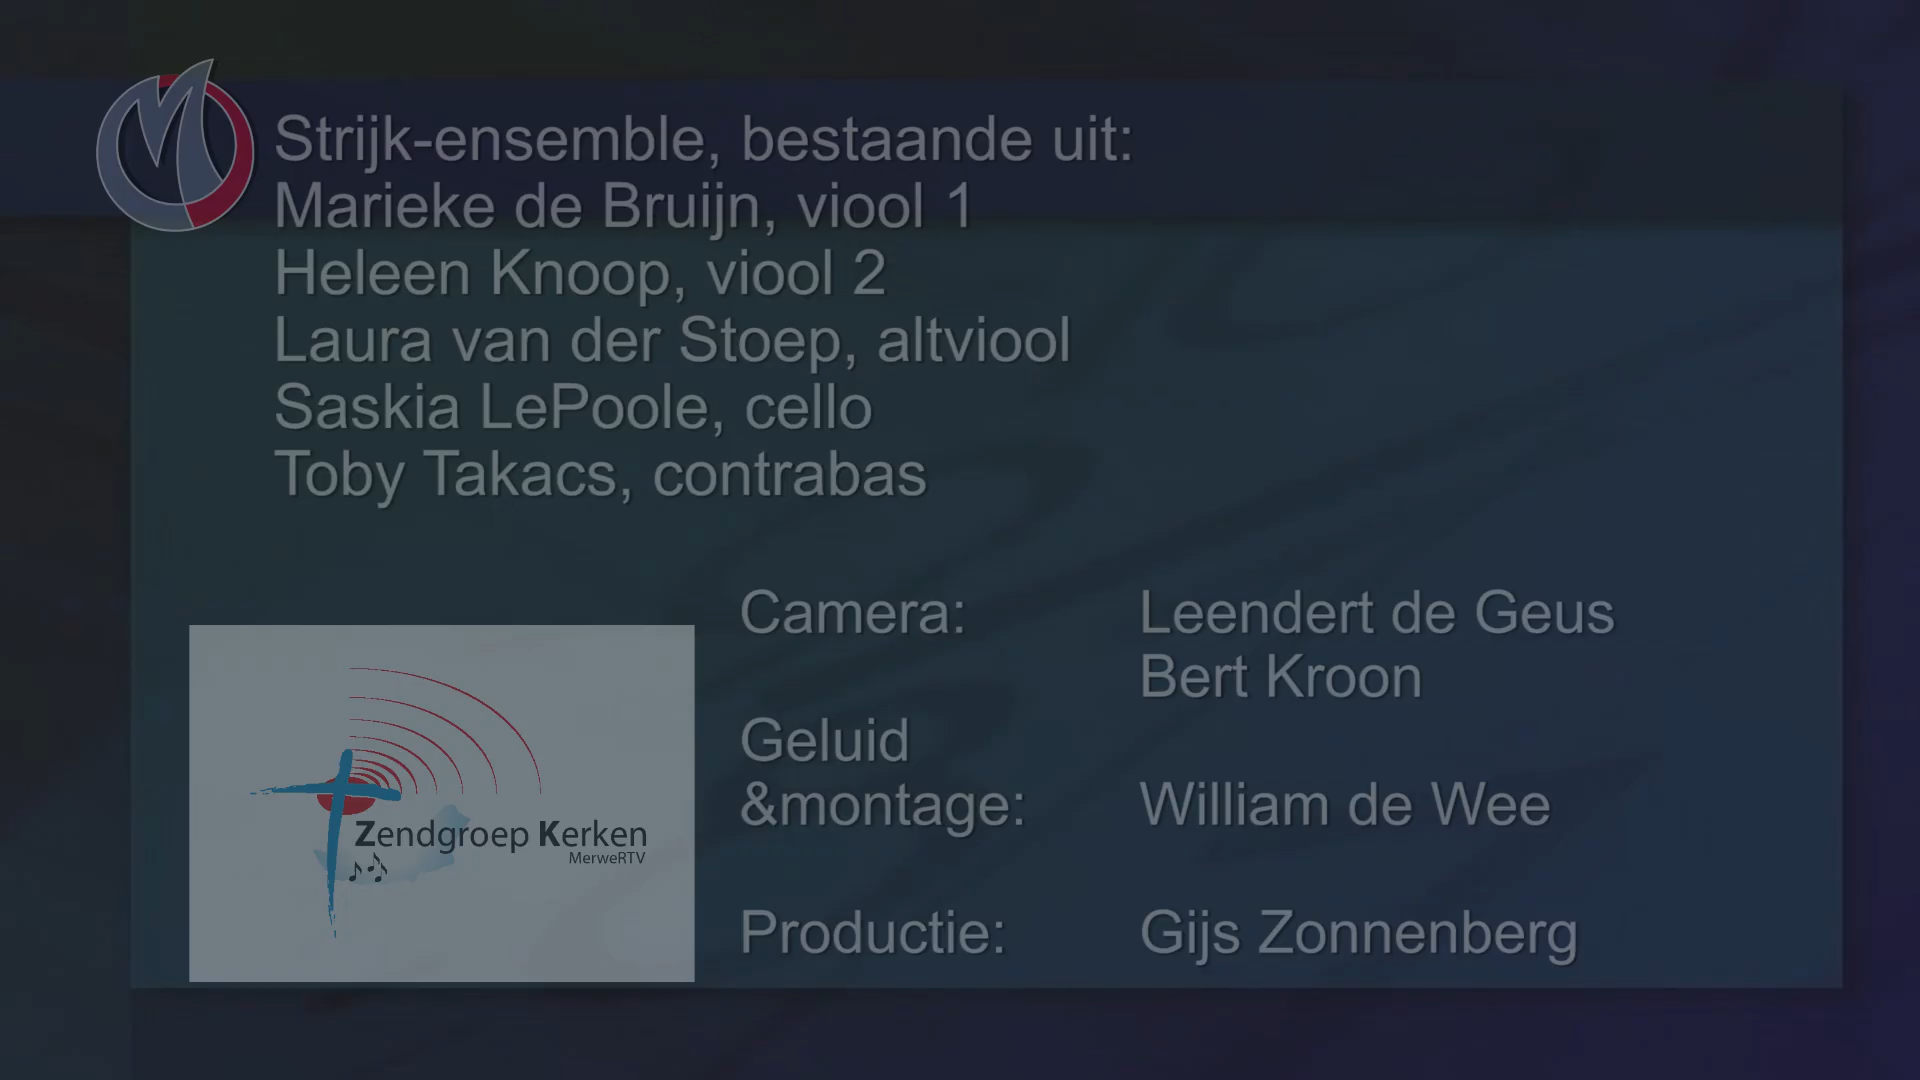 Strijk-ensemble, bestaande uit:
Marieke de Bruijn, viool 1
Heleen Knoop, viool 2
Laura van der Stoep, altviool
Saskia LePoole, cello
Toby Takacs, contrabas
Camera: Leendert de Geus
Bert Kroon
Geluid
&montage: William de Wee
Productie: Gijs Zonnenberg
Zendgroep Kerken
MerweRTV